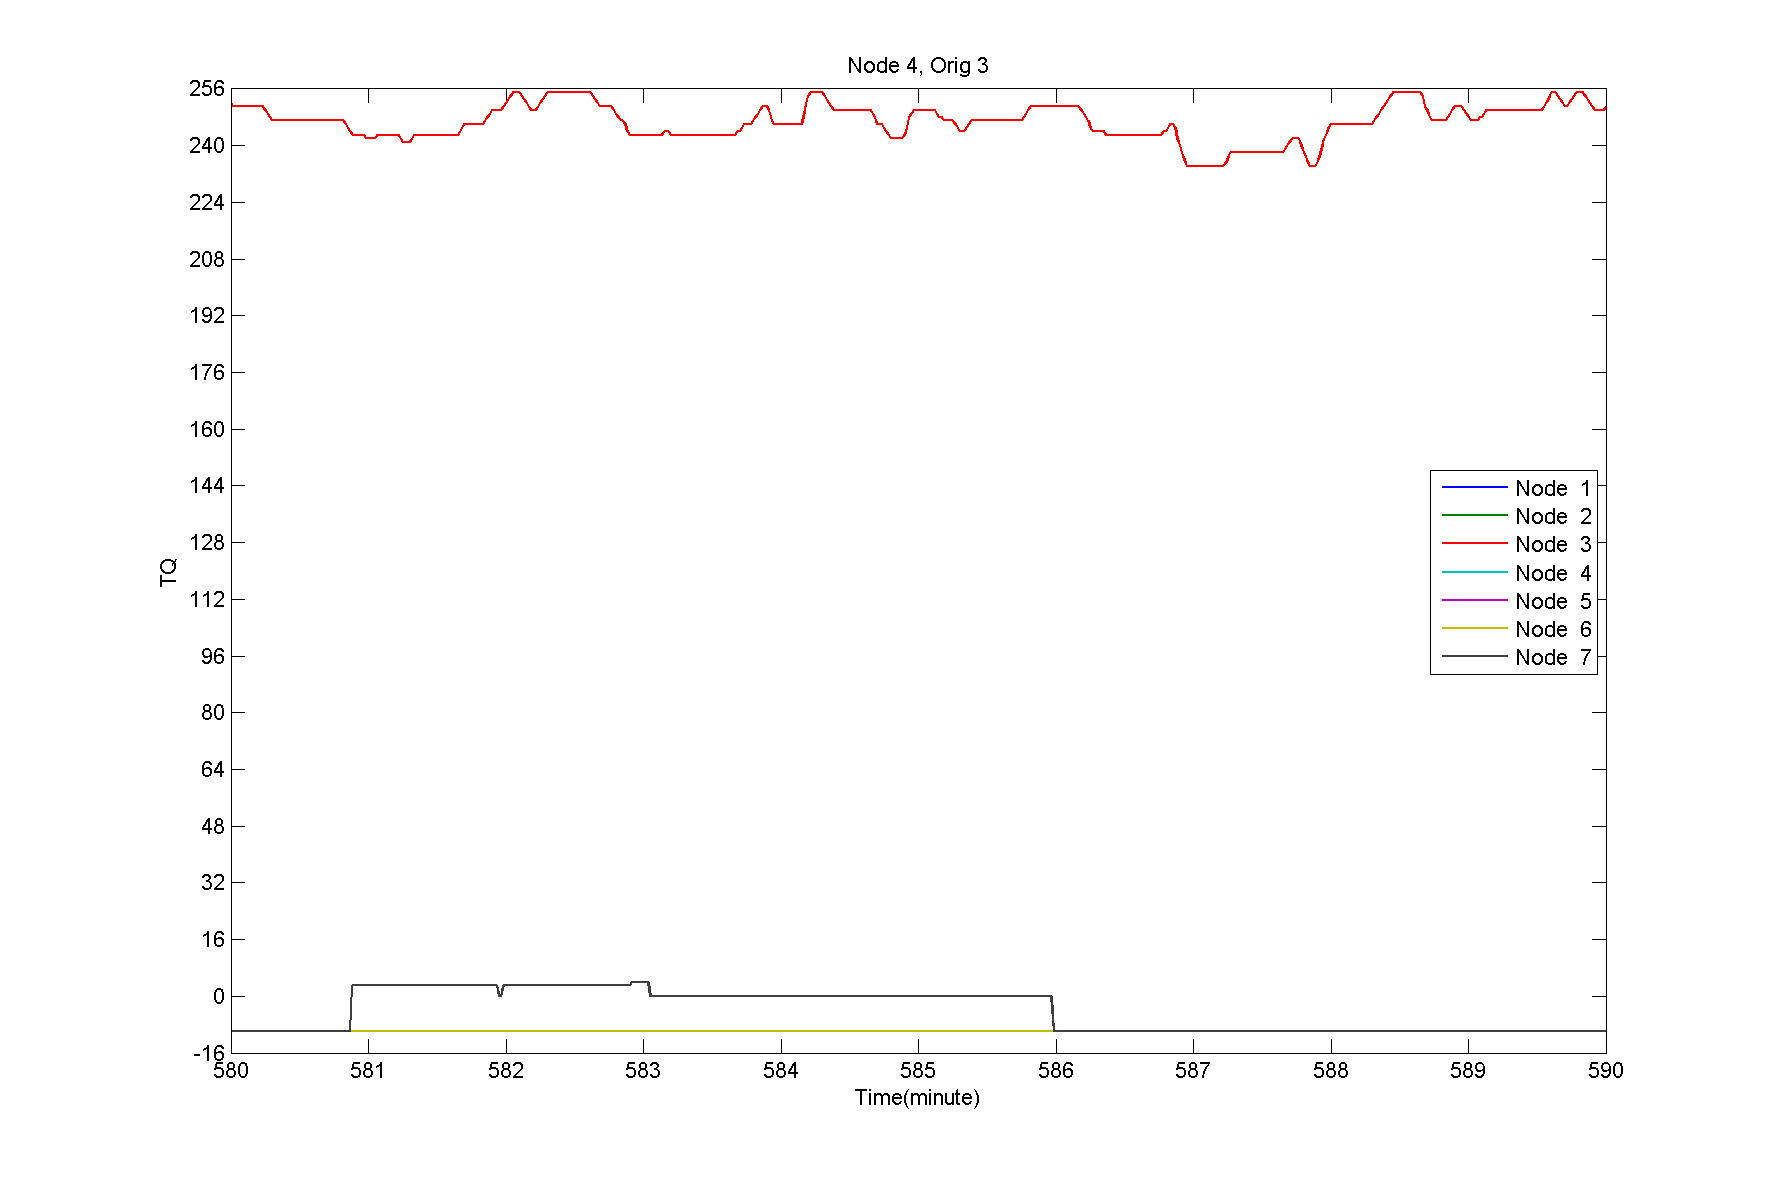 Node 4, Orig 3
256
240
224
208
192
176
160
144
128
112
96
80
64
48
32
16
0
-16
TQ
Node 1
Node 2
Node 3
Node 4
Node 5
Node 6
Node 7
580 581 582 583 584 585 586 587 588 589 590
Time(minute)